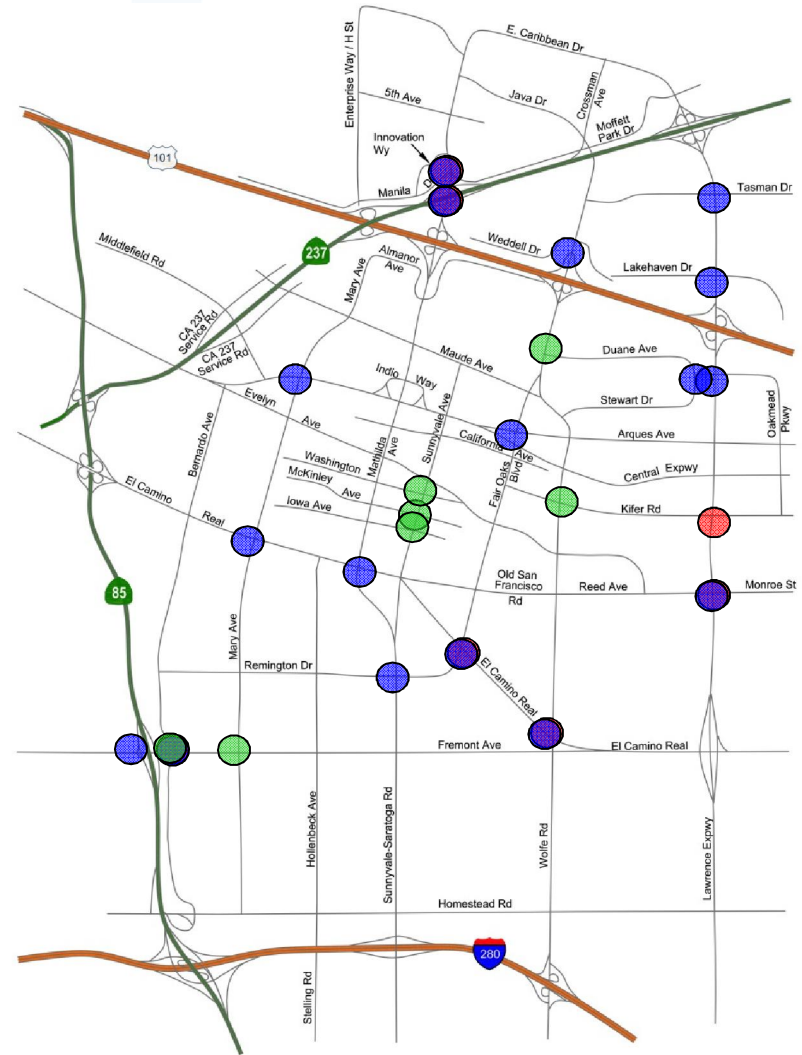 E. Caribbean Dr
Enterprise Way / H St
5th Ave
Java Dr
Crossman
Ave
Moffett
Park Dr
Innovation
Wy
101
Manila
D
Tasman Dr
Weddell Dr
Middlefield Rd
237
Almanor
Ave
Mary Ave
Lakehaven Dr
CA 237
Service Rd
CA 237
Service Rd
Maude Ave
Duane Ave
Indio
Way
Evelyn
Ave
Stewart Dr
Oakmead
Pkwy
Bernardo Ave
Mathilda
Ave
Sunnyvale Ave
California
Ave
Arques Ave
Washington
McKinley
Ave
Iowa Ave
Fair Oaks
Blvd
Central Expwy
El Camino
Real
Kifer Rd
85
Old San
Francisco
Rd
Reed Ave
Monroe St
Mary Ave
Remington Dr
El Camino Real
Fremont Ave
El Camino Real
Hollenbeck Ave
Sunnyvale-Saratoga Rd
Wolfe Rd
Lawrence Expwy
Homestead Rd
280
Stelling Rd